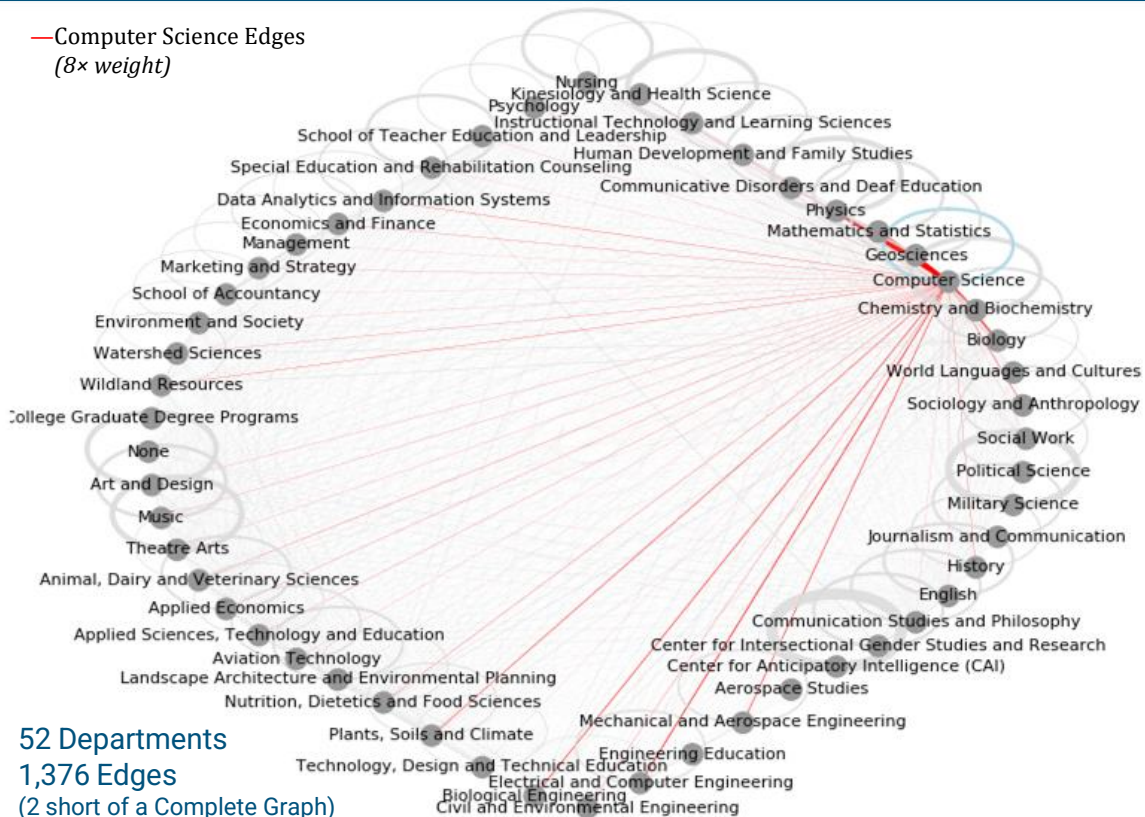 —Computer Science Edges
(8× weight)
Nursing
Kinesiology and Health Science
Psychology
Instructional Technology and Learning Sciences
School of Teacher Education and Leadership
Human Development and Family Studies
Special Education and Rehabilitation Counseling
Communicative Disorders and Deaf Education
Data Analytics and Information Systems
Physics
Economics and Finance
Mathematics and Statistics
Management
Geosciences
Marketing and Strategy
Computer Science
School of Accountancy
Chemistry and Biochemistry
Environment and Society
Biology
Watershed Sciences
World Languages and Cultures
Wildland Resources
Sociology and Anthropology
College Graduate Degree Programs
Social Work
None
Political Science
Art and Design
Military Science
Music
Journalism and Communication
Theatre Arts
History
Animal, Dairy and Veterinary Sciences
English
Applied Economics
Communication Studies and Philosophy
Applied Sciences, Technology and Education
Center for Intersectional Gender Studies and Research
Aviation Technology
Center for Anticipatory Intelligence (CAI)
Landscape Architecture and Environmental Planning
Aerospace Studies
Nutrition, Dietetics and Food Sciences
Mechanical and Aerospace Engineering
Plants, Soils and Climate
Engineering Education
Technology, Design and Technical Education
Electrical and Computer Engineering
Biological Engineering
Civil and Environmental Engineering
52 Departments
1,376 Edges
(2 short of a Complete Graph)